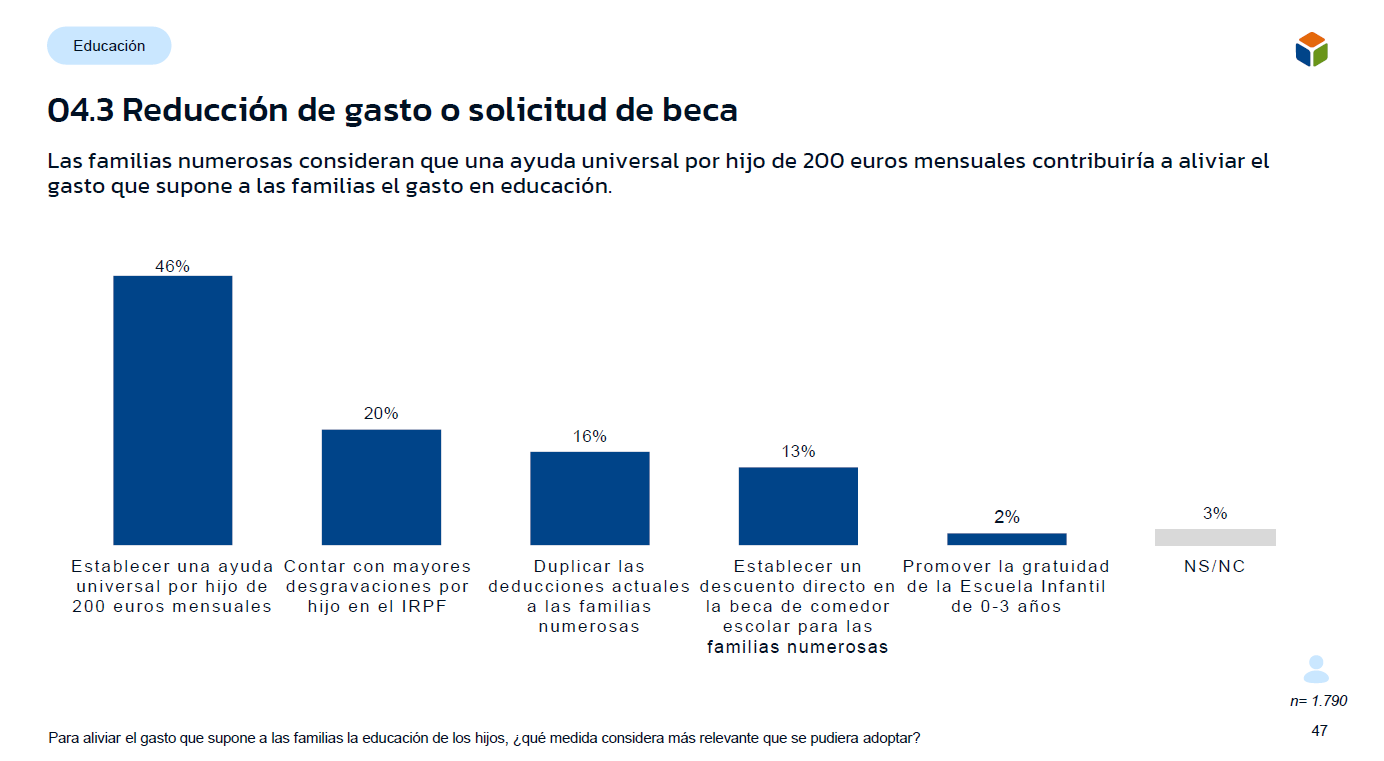 Educación
04.3 Reducción de gasto o solicitud de beca
Las familias numerosas consideran que una ayuda universal por hijo de 200 euros mensuales contribuiría a aliviar el
gasto que supone a las familias el gasto en educación.
46%
20%
16%
13%
2%
3%
Establecer una ayuda
universal por hijo de
200 euros mensuales
Contar con mayores
desgravaciones por
hijo en el IRPF
Duplicar las
deducciones actuales
a las familias
numerosas
Establecer un
descuento directo en
la beca de comedor
escolar para las
familias numerosas
Promover la gratuidad
de la Escuela Infantil
de 0-3 años
NS/NC
n= 1.790
47
Para aliviar el gasto que supone a las familias la educación de los hijos, ¿qué medida considera más relevante que se pudiera adoptar?